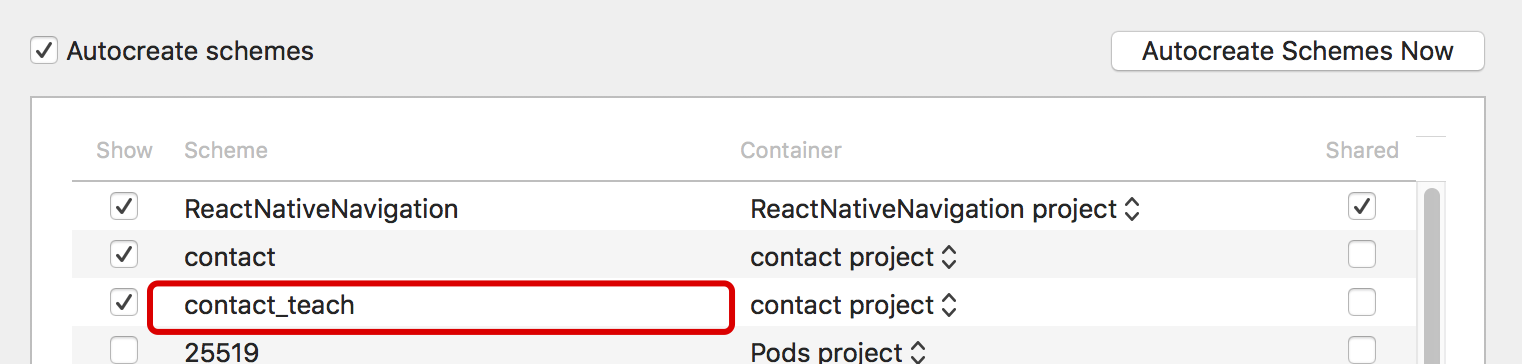 Autocreate schemes Autocreate Schemes Now
Show Scheme Container Shared
ReactNativeNavigation ReactNativeNavigation project
contact contact project
contact_teach contact project
25519 Pods project